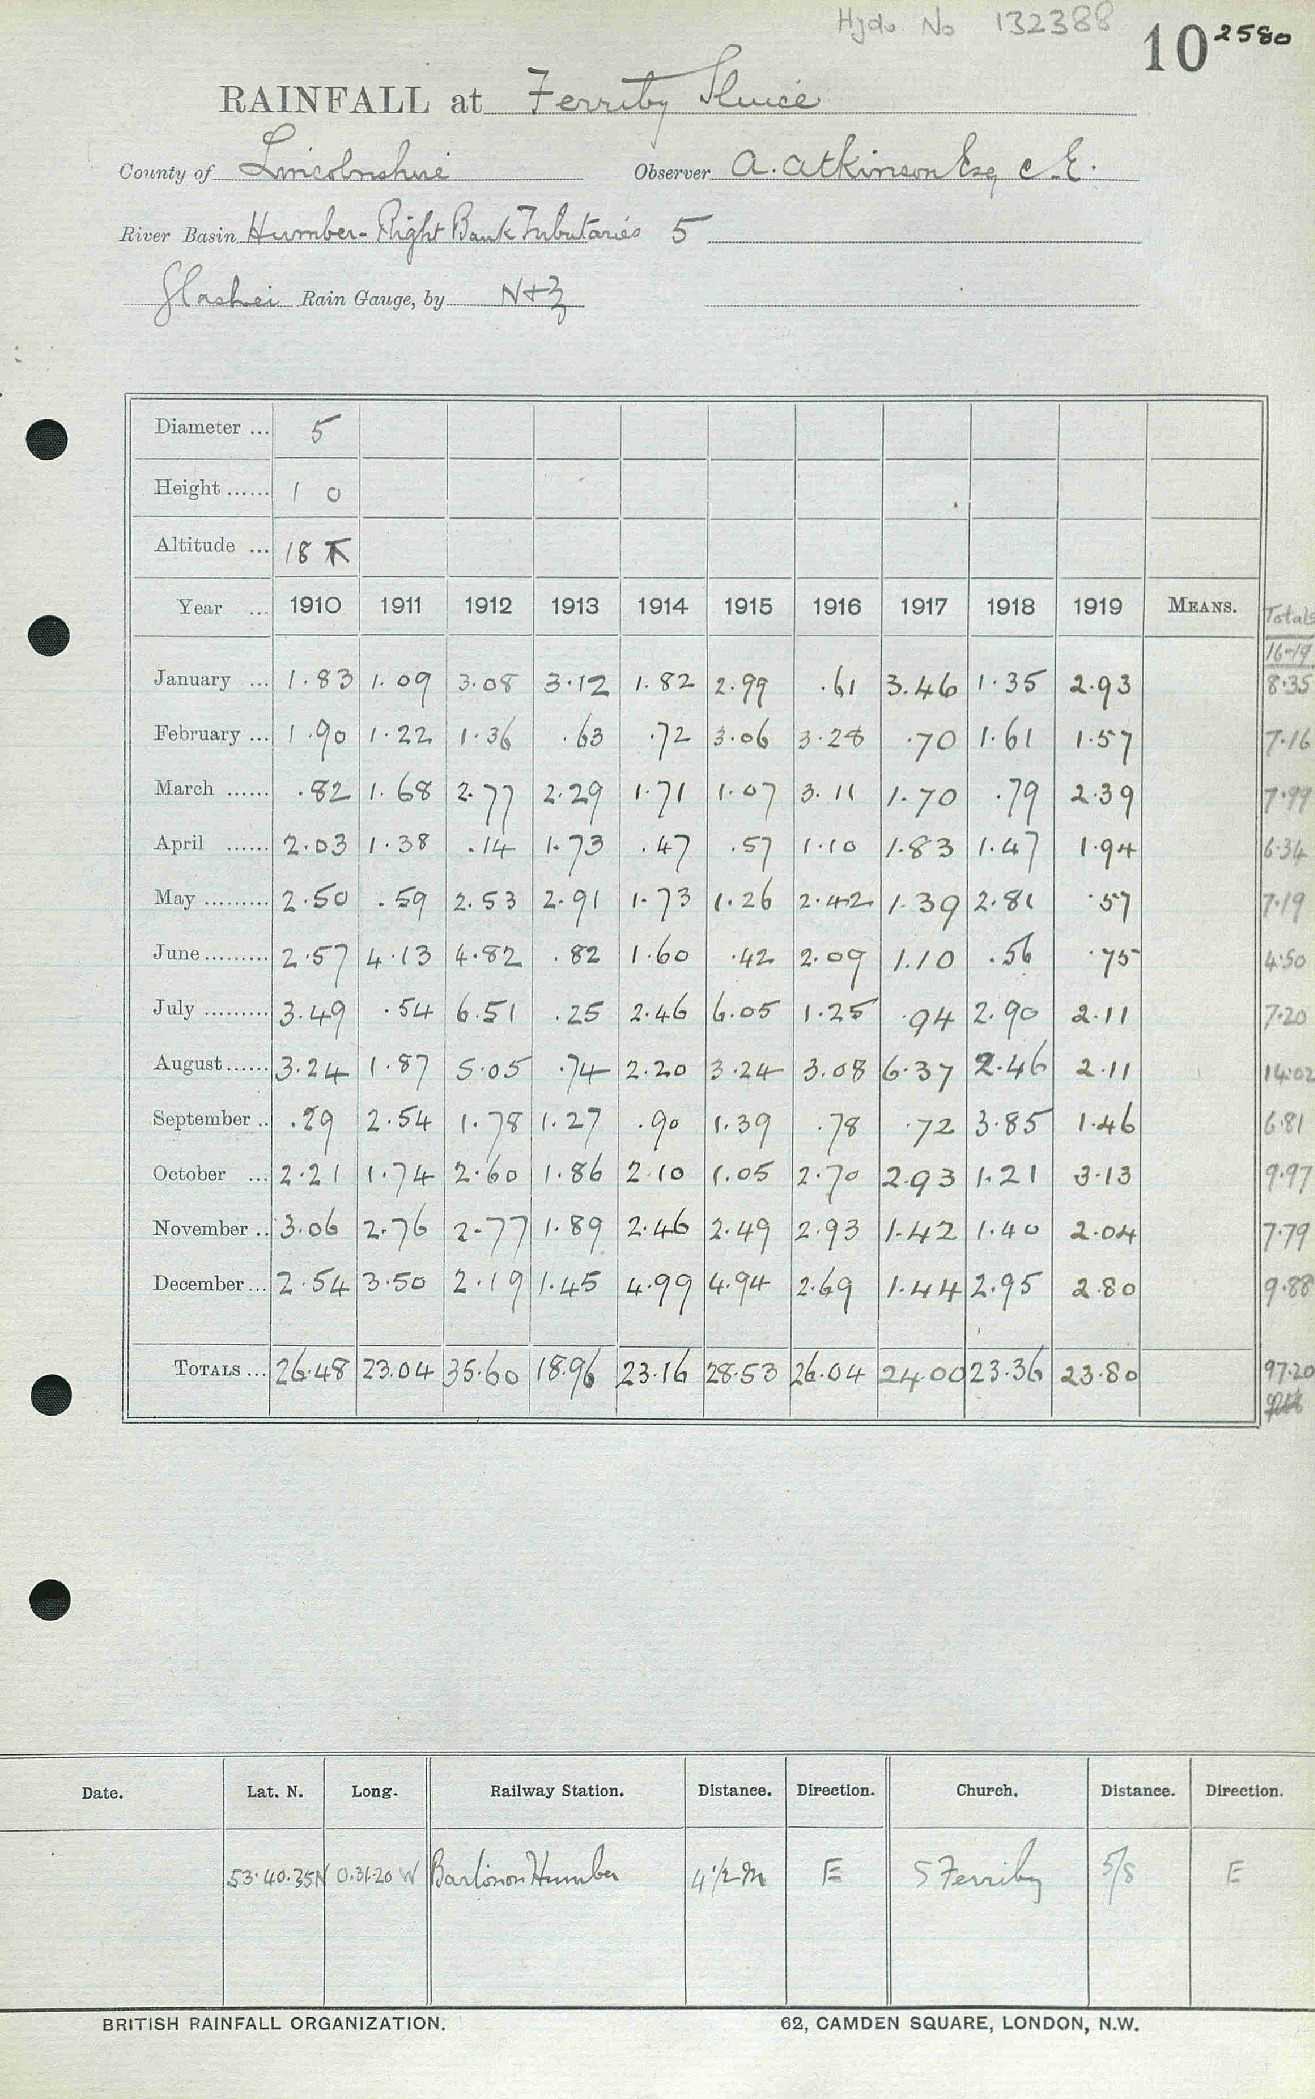 Hyde. No 132388
10 2580
RAINFALL at Ferriby Sluice
County of Lincolnshire Observer A. Atkinson Esq C.E.
River Basin Humber - Right Bank Tributaries 5
Rain Gauge, by N+Z
Diameter ... 5
Height ...... 1 0
Altitude ... 18
Year ... 1910 1911 1912 1913 1914 1915 1916 1917 1918 1919 MEANS. Totals
16-19
January ... 1.83 1.09 3.08 3.12 1.82 2.99 .61 3.46 1.35 2.93 8.35
February ... 1.90 1.22 1.36 .63 .72 3.06 3.28 .70 1.61 1.57 7.16
March ...... .82 1.68 2.77 2.29 1.71 1.07 3.11 1.70 .79 2.39 7.99
April ...... 2.03 1.38 .14 1.73 .47 .57 1.10 1.83 1.47 1.94 6.34
May ......... 2.50 .59 2.53 2.91 1.73 1.26 2.42 1.39 2.81 .57 7.19
June ......... 2.57 4.13 4.82 .82 1.60 .42 2.09 1.10 .56 .75 4.50
July ......... 3.49 .54 6.51 .25 2.46 6.05 1.25 .94 2.90 2.11 7.20
August ...... 3.24 1.87 5.05 .74 2.20 3.24 3.08 6.37 2.46 2.11 14.02
September .. .29 2.54 1.78 1.27 .90 1.39 .78 .72 3.85 1.46 6.81
October ... 2.21 1.74 2.60 1.86 2.10 1.05 2.70 2.93 1.21 3.13 9.97
November .. 3.06 2.76 2.77 1.89 2.46 2.49 2.93 1.42 1.40 2.04 7.79
December ... 2.54 3.50 2.19 1.45 4.99 4.94 2.69 1.44 2.95 2.80 9.88
TOTALS ... 26.48 23.04 35.60 18.96 23.16 28.53 26.04 24.00 23.36 23.80 97.20
Date. Lat. N. Long. Railway Station. Distance. Direction. Church. Distance. Direction.
53.40.35N 0.31.20 W Barton on Humber 4 1/2 m E S Ferriby 5/8 E
BRITISH RAINFALL ORGANIZATION. 62, CAMDEN SQUARE, LONDON, N.W.